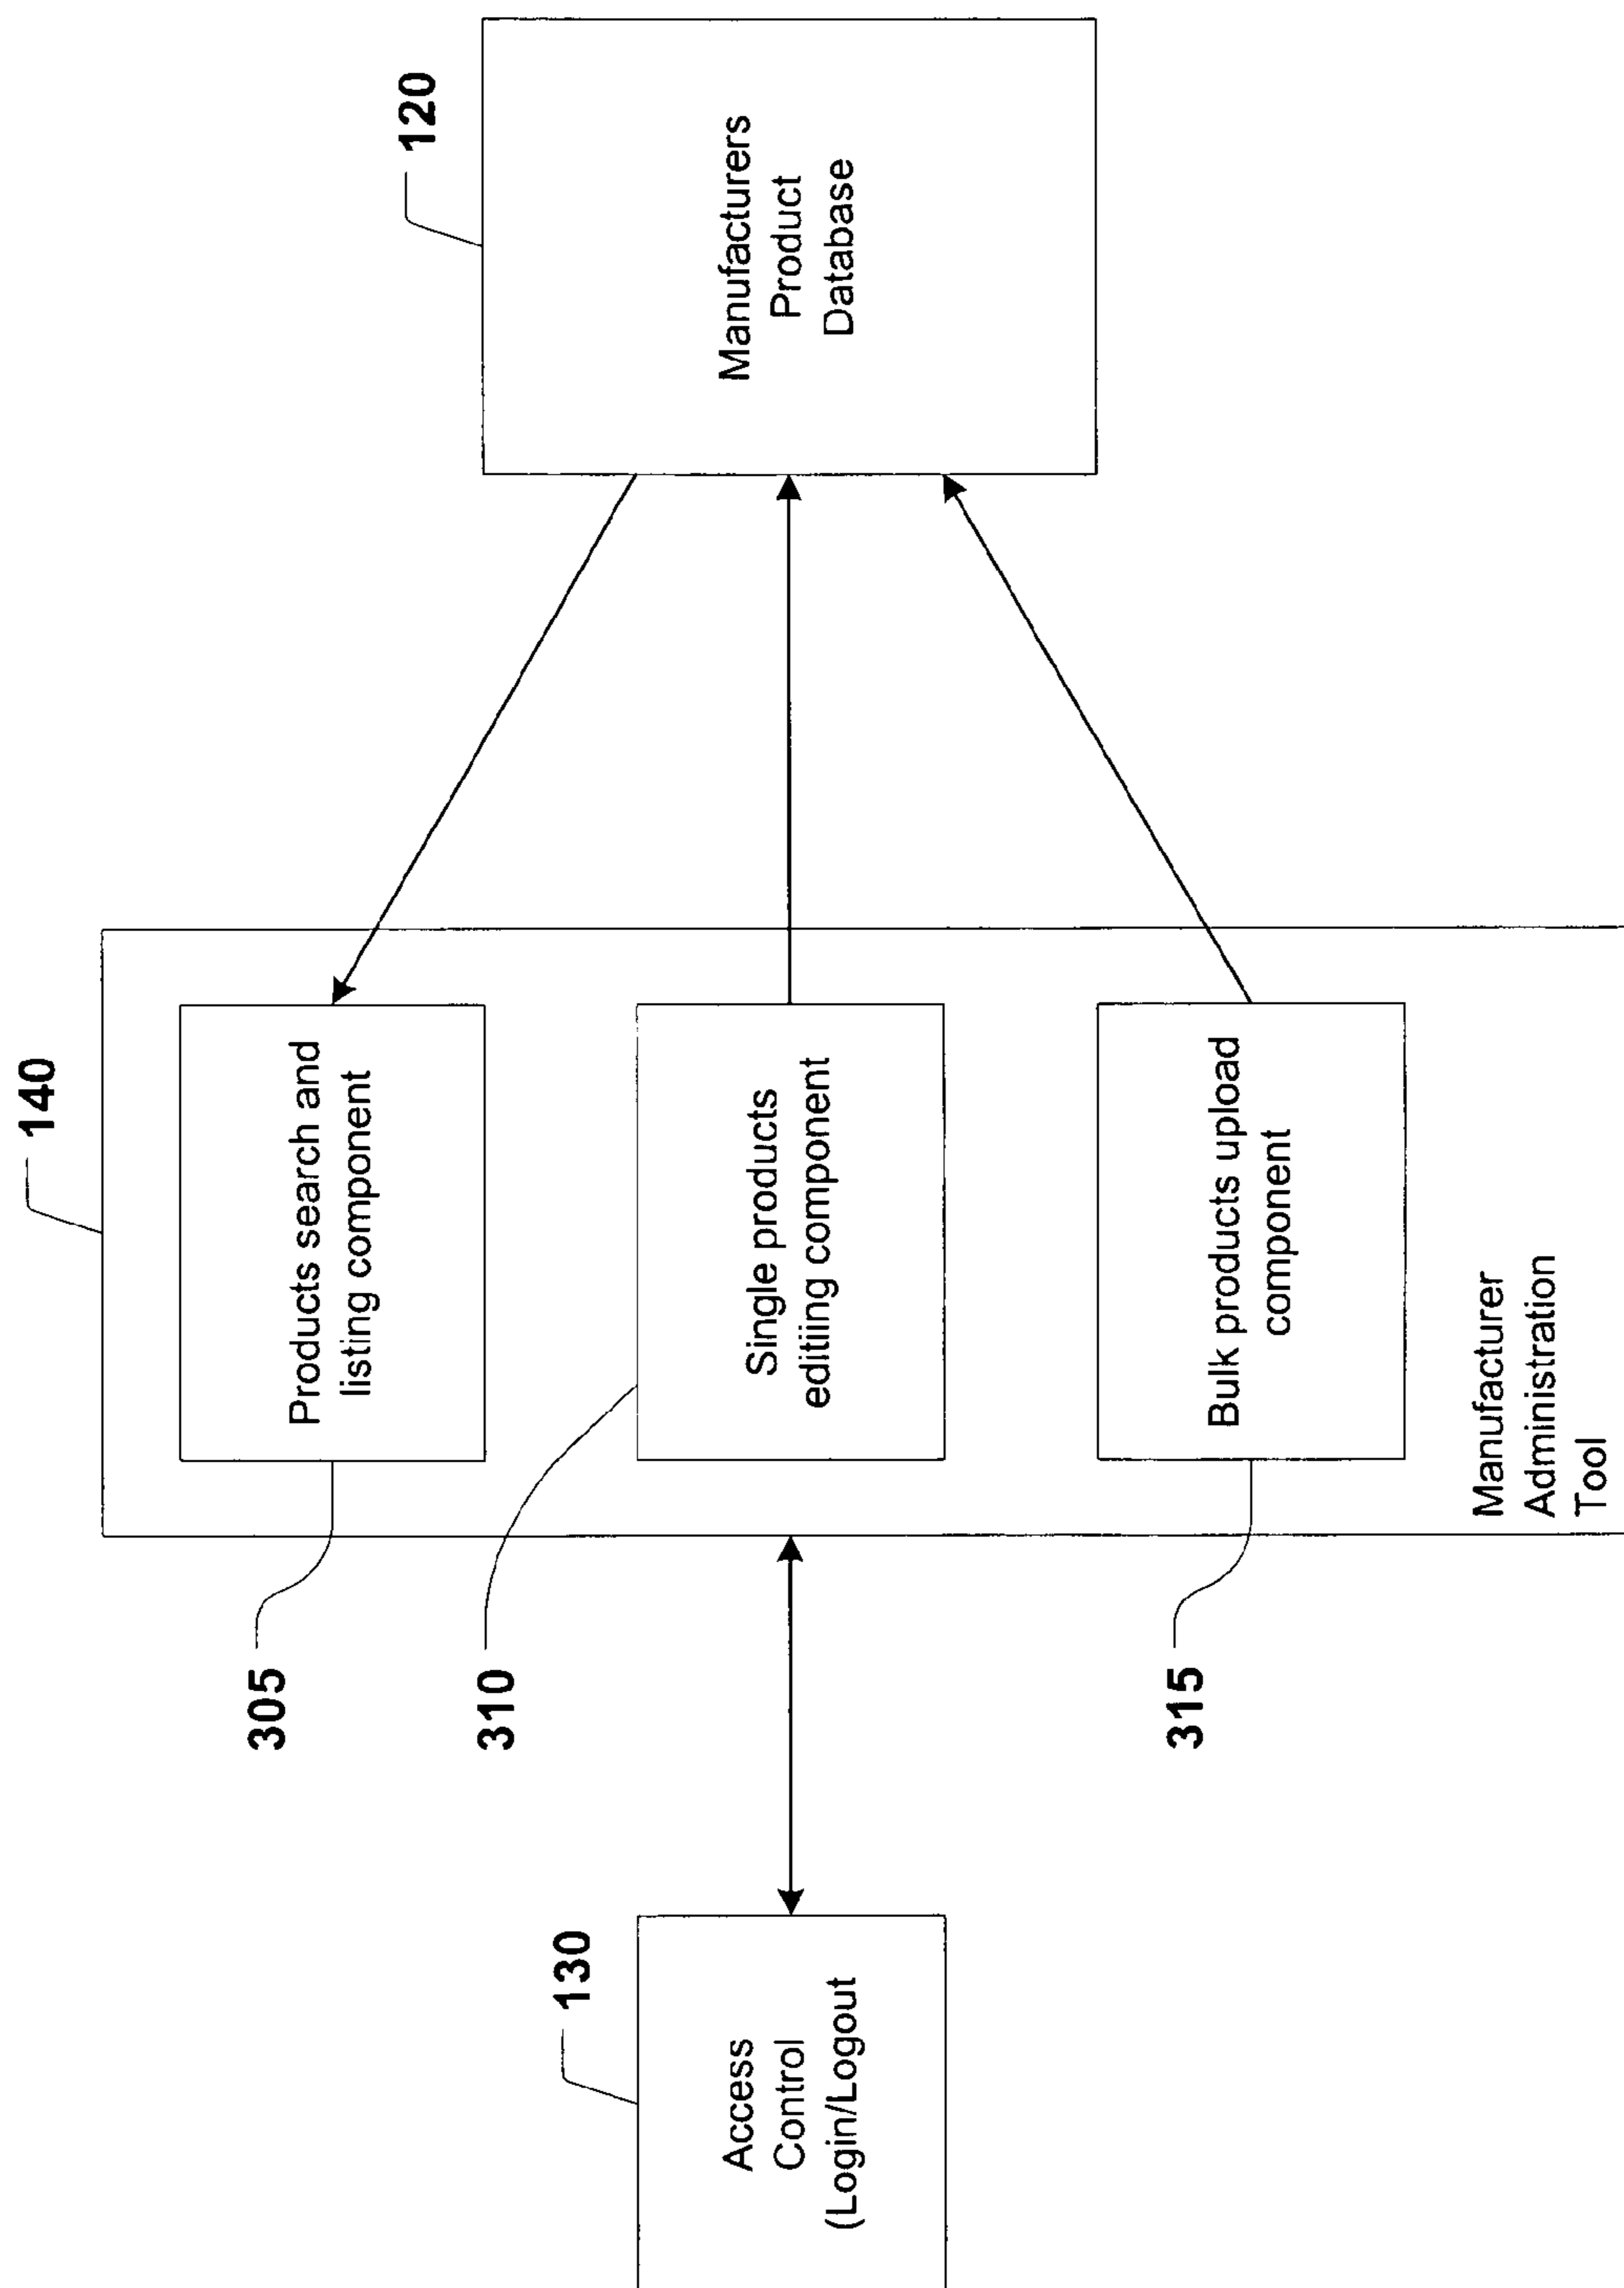 130
Access
Control
(Login/Logout
140
305
Products search and
listing component
310
Single products
editiing component
315
Bulk products upload
component
Manufacturer
Administration
Tool
120
Manufacturers
Product
Database